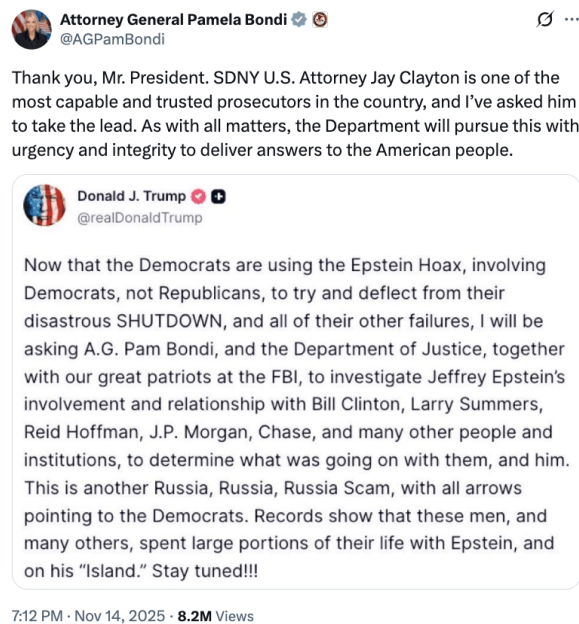 Attorney General Pamela Bondi
@AGPamBondi
Thank you, Mr. President. SDNY U.S. Attorney Jay Clayton is one of the
most capable and trusted prosecutors in the country, and I’ve asked him
to take the lead. As with all matters, the Department will pursue this with
urgency and integrity to deliver answers to the American people.
Donald J. Trump
@realDonaldTrump
Now that the Democrats are using the Epstein Hoax, involving
Democrats, not Republicans, to try and deflect from their
disastrous SHUTDOWN, and all of their other failures, I will be
asking A.G. Pam Bondi, and the Department of Justice, together
with our great patriots at the FBI, to investigate Jeffrey Epstein’s
involvement and relationship with Bill Clinton, Larry Summers,
Reid Hoffman, J.P. Morgan, Chase, and many other people and
institutions, to determine what was going on with them, and him.
This is another Russia, Russia, Russia Scam, with all arrows
pointing to the Democrats. Records show that these men, and
many others, spent large portions of their life with Epstein, and
on his “Island.” Stay tuned!!!
7:12 PM · Nov 14, 2025 · 8.2M Views